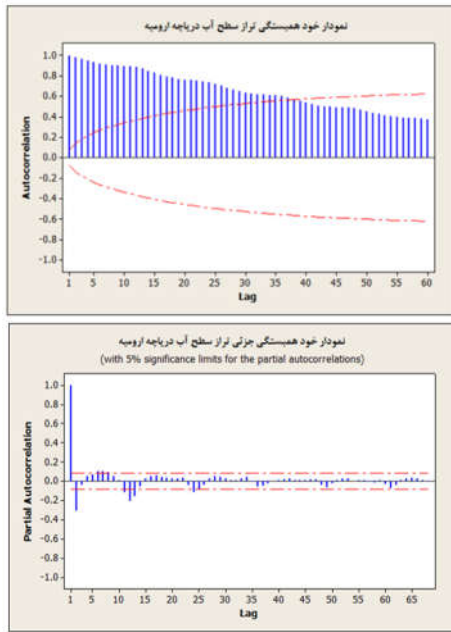 نمودار خود همبستگی تراز سطح آب دریاچه ارومیه
1.0
0.8
0.6
0.4
0.2
0.0
-0.2
-0.4
-0.6
-0.8
-1.0
Autocorrelation
1 5 10 15 20 25 30 35 40 45 50 55 60
Lag
نمودار خود همبستگی جزئی تراز سطح آب دریاچه ارومیه
(with 5% significance limits for the partial autocorrelations)
1.0
0.8
0.6
0.4
0.2
0.0
-0.2
-0.4
-0.6
-0.8
-1.0
Partial Autocorrelation
1 5 10 15 20 25 30 35 40 45 50 55 60 65
Lag